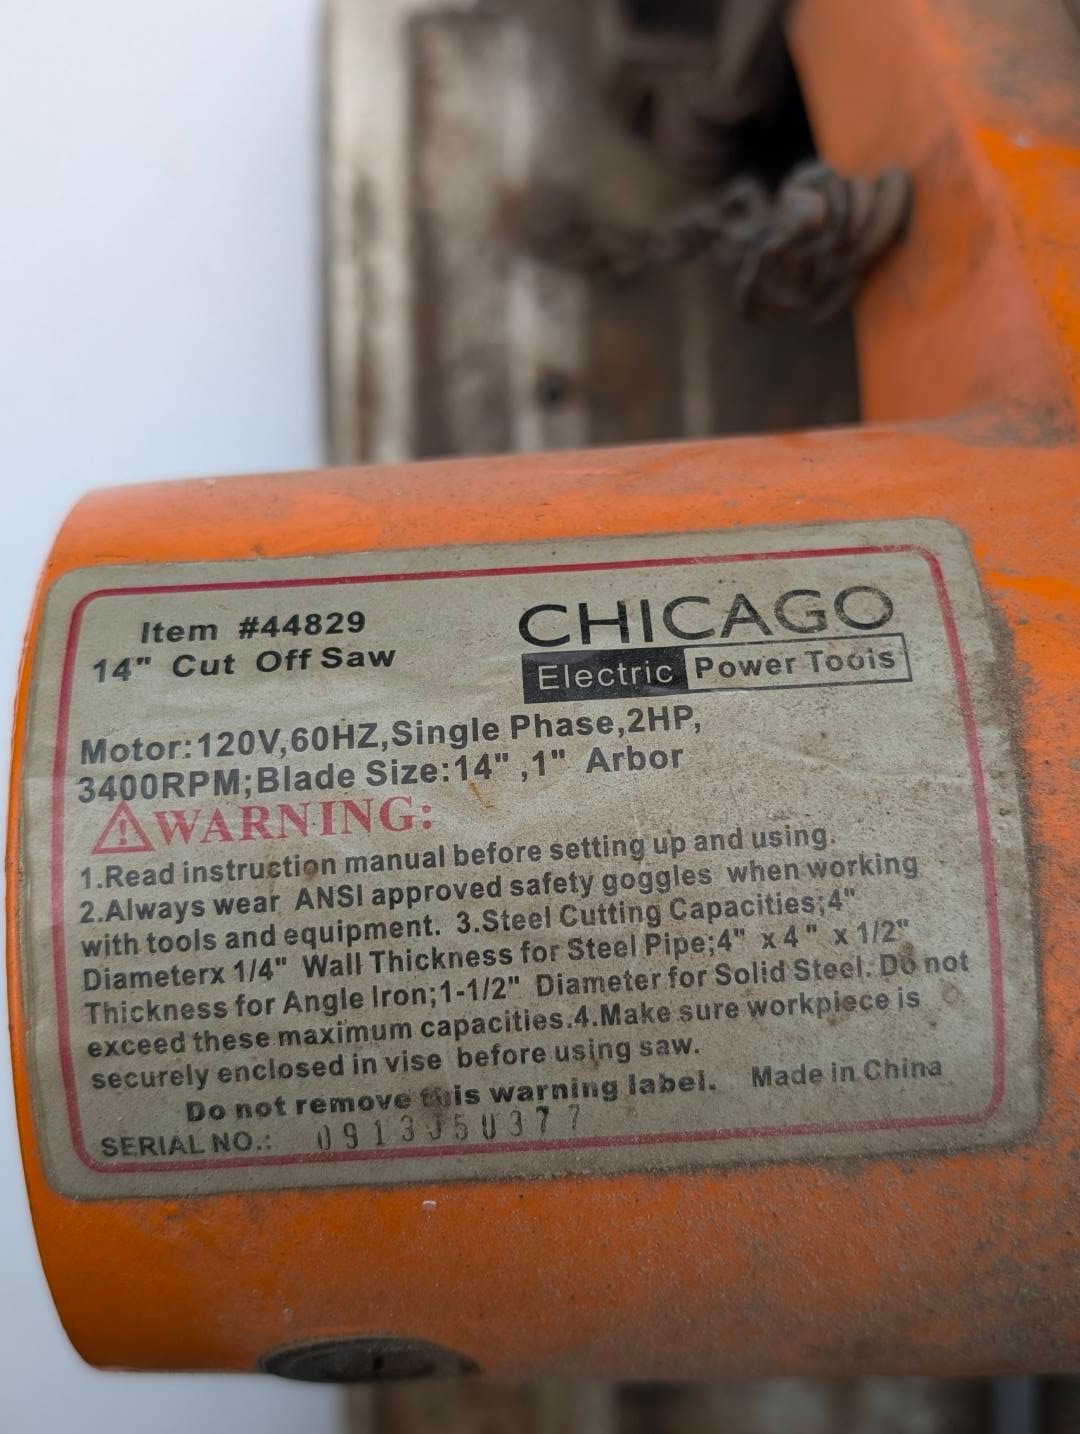 Item #44829
14" Cut Off Saw
CHICAGO
Electric Power Tools
Motor:120V,60HZ,Single Phase,2HP,
3400RPM;Blade Size:14" ,1" Arbor
WARNING:
1.Read instruction manual before setting up and using.
2.Always wear ANSI approved safety goggles when working
with tools and equipment. 3.Steel Cutting Capacities;4"
Diameterx 1/4" Wall Thickness for Steel Pipe;4" x 4" x 1/2"
Thickness for Angle Iron;1-1/2" Diameter for Solid Steel. Do not
exceed these maximum capacities.4.Make sure workpiece is
securely enclosed in vise before using saw.
Do not remove this warning label. Made in China
SERIAL NO.: